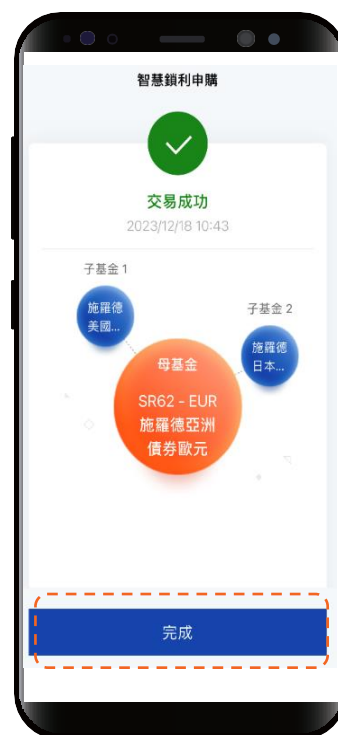 智慧鎖利申購
交易成功
2023/12/18 10:43
子基金 1
施羅德
美國...
子基金 2
施羅德
日本...
母基金
SR62 - EUR
施羅德亞洲
債券歐元
完成